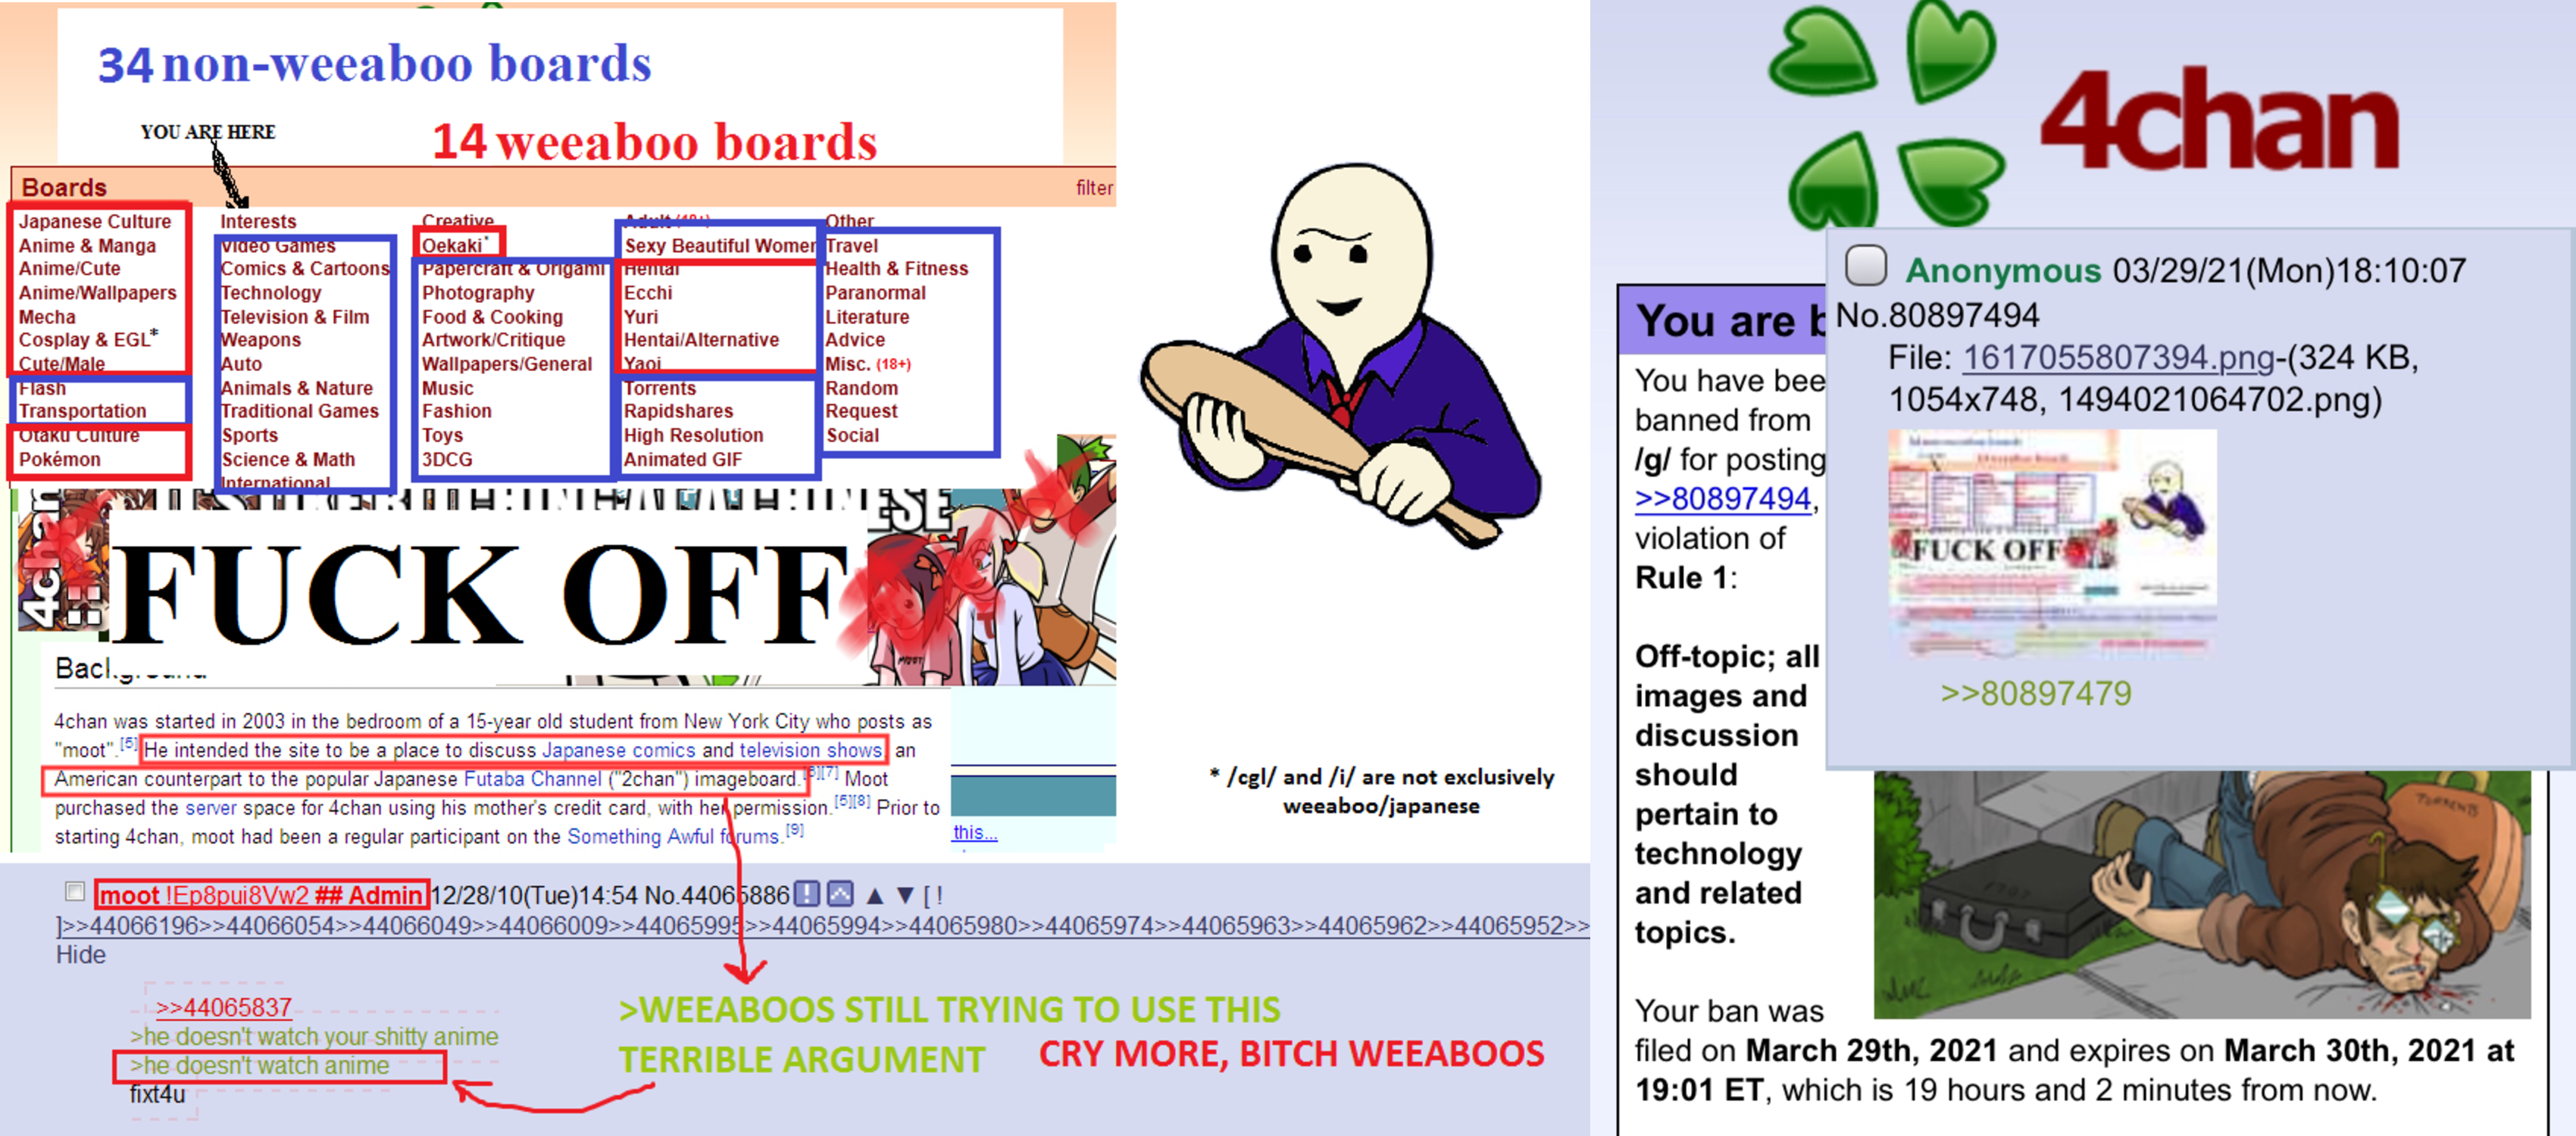 34 non-weeaboo boards
YOU ARE HERE
14 weeaboo boards
Boards
filter
Japanese Culture
Anime & Manga
Anime/Cute
Anime/Wallpapers
Mecha
Cosplay & EGL*
Cute/Male
Flash
Transportation
Otaku Culture
Pokémon
Interests
Video Games
Comics & Cartoons
Technology
Television & Film
Weapons
Auto
Animals & Nature
Traditional Games
Sports
Science & Math
International
Creative
Oekaki*
Papercraft & Origami
Photography
Food & Cooking
Artwork/Critique
Wallpapers/General
Music
Fashion
Toys
3DCG
Adult (18+)
Sexy Beautiful Women
Hentai
Ecchi
Yuri
Hentai/Alternative
Yaoi
Torrents
Rapidshares
High Resolution
Animated GIF
Other
Travel
Health & Fitness
Paranormal
Literature
Advice
Misc. (18+)
Random
Request
Social
4chan
FUCK OFF
Background
4chan was started in 2003 in the bedroom of a 15-year old student from New York City who posts as
"moot".[5] He intended the site to be a place to discuss Japanese comics and television shows, an
American counterpart to the popular Japanese Futaba Channel ("2chan") imageboard.[6][7] Moot
purchased the server space for 4chan using his mother's credit card, with her permission.[5][8] Prior to
starting 4chan, moot had been a regular participant on the Something Awful forums.[9]
this...
* /cgl/ and /i/ are not exclusively
weeaboo/japanese
moot !Ep8pui8Vw2 ## Admin 12/28/10(Tue)14:54 No.44065886 ! ▲ ▼ [ !
]>>44066196>>44066054>>44066049>>44066009>>44065995>>44065994>>44065980>>44065974>>44065963>>44065962>>44065952>>
Hide
>>44065837
>he doesn't watch your shitty anime
>he doesn't watch anime
fixt4u
>WEEABOOS STILL TRYING TO USE THIS
TERRIBLE ARGUMENT
CRY MORE, BITCH WEEABOOS
4chan
You are b
You have bee
banned from
/g/ for posting
>>80897494,
violation of
Rule 1:
Off-topic; all
images and
discussion
should
pertain to
technology
and related
topics.
Your ban was
filed on March 29th, 2021 and expires on March 30th, 2021 at
19:01 ET, which is 19 hours and 2 minutes from now.
Anonymous 03/29/21(Mon)18:10:07
No.80897494
File: 1617055807394.png-(324 KB,
1054x748, 1494021064702.png)
FUCK OFF
>>80897479
TORRENTS